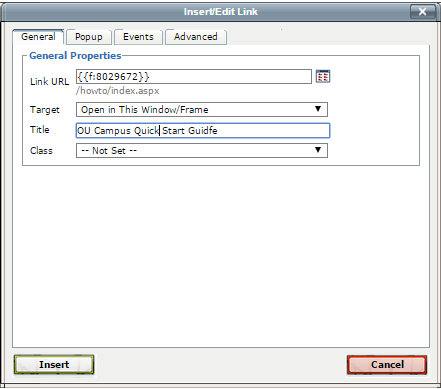 Insert/Edit Link
General Popup Events Advanced
General Properties
Link URL {{f:8029672}}
/howto/index.aspx
Target Open in This Window/Frame
Title OU Campus Quick Start Guidfe
Class -- Not Set --
Insert Cancel